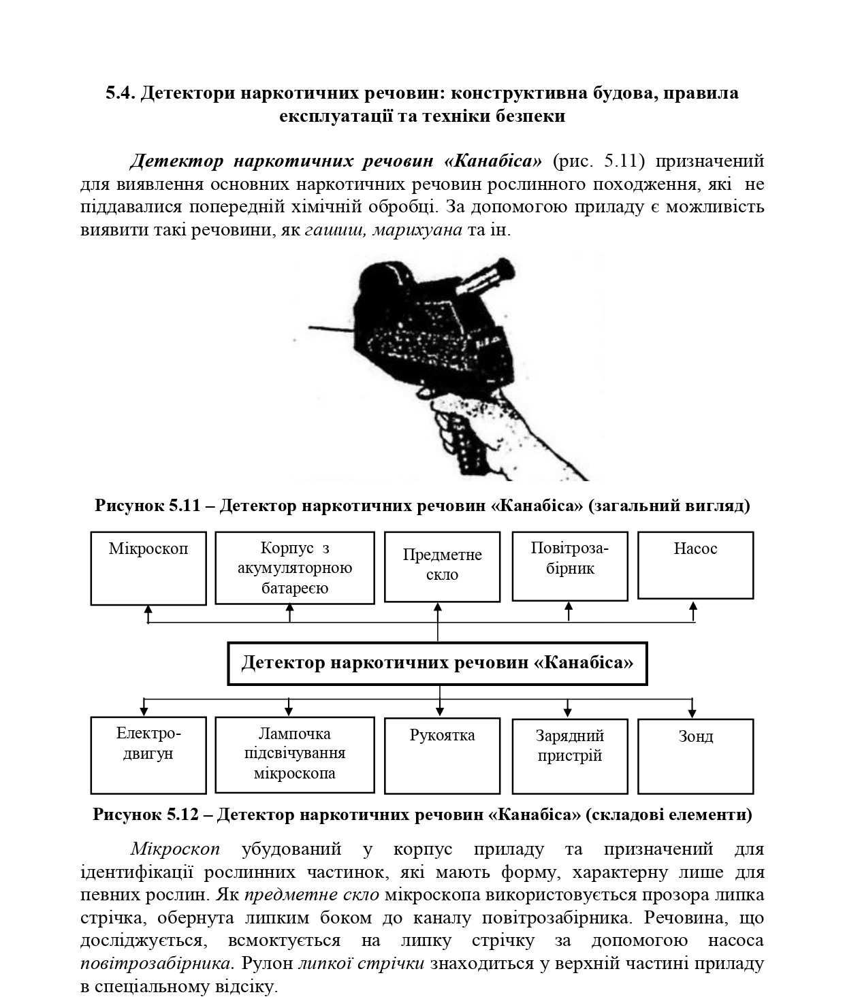 5.4. Детектори наркотичних речовин: конструктивна будова, правила
експлуатації та техніки безпеки
Детектор наркотичних речовин «Канабіса» (рис. 5.11) призначений
для виявлення основних наркотичних речовин рослинного походження, які не
піддавалися попередній хімічній обробці. За допомогою приладу є можливість
виявити такі речовини, як гашиш, марихуана та ін.
Рисунок 5.11 – Детектор наркотичних речовин «Канабіса» (загальний вигляд)
Мікроскоп
Корпус з
акумуляторною
батареєю
Предметне
скло
Повітроза-
бірник
Насос
Детектор наркотичних речовин «Канабіса»
Електро-
двигун
Лампочка
підсвічування
мікроскопа
Рукоятка
Зарядний
пристрій
Зонд
Рисунок 5.12 – Детектор наркотичних речовин «Канабіса» (складові елементи)
Мікроскоп убудований у корпус приладу та призначений для
ідентифікації рослинних частинок, які мають форму, характерну лише для
певних рослин. Як предметне скло мікроскопа використовується прозора липка
стрічка, обернута липким боком до каналу повітрозабірника. Речовина, що
досліджується, всмоктується на липку стрічку за допомогою насоса
повітрозабірника. Рулон липкої стрічки знаходиться у верхній частині приладу
в спеціальному відсіку.